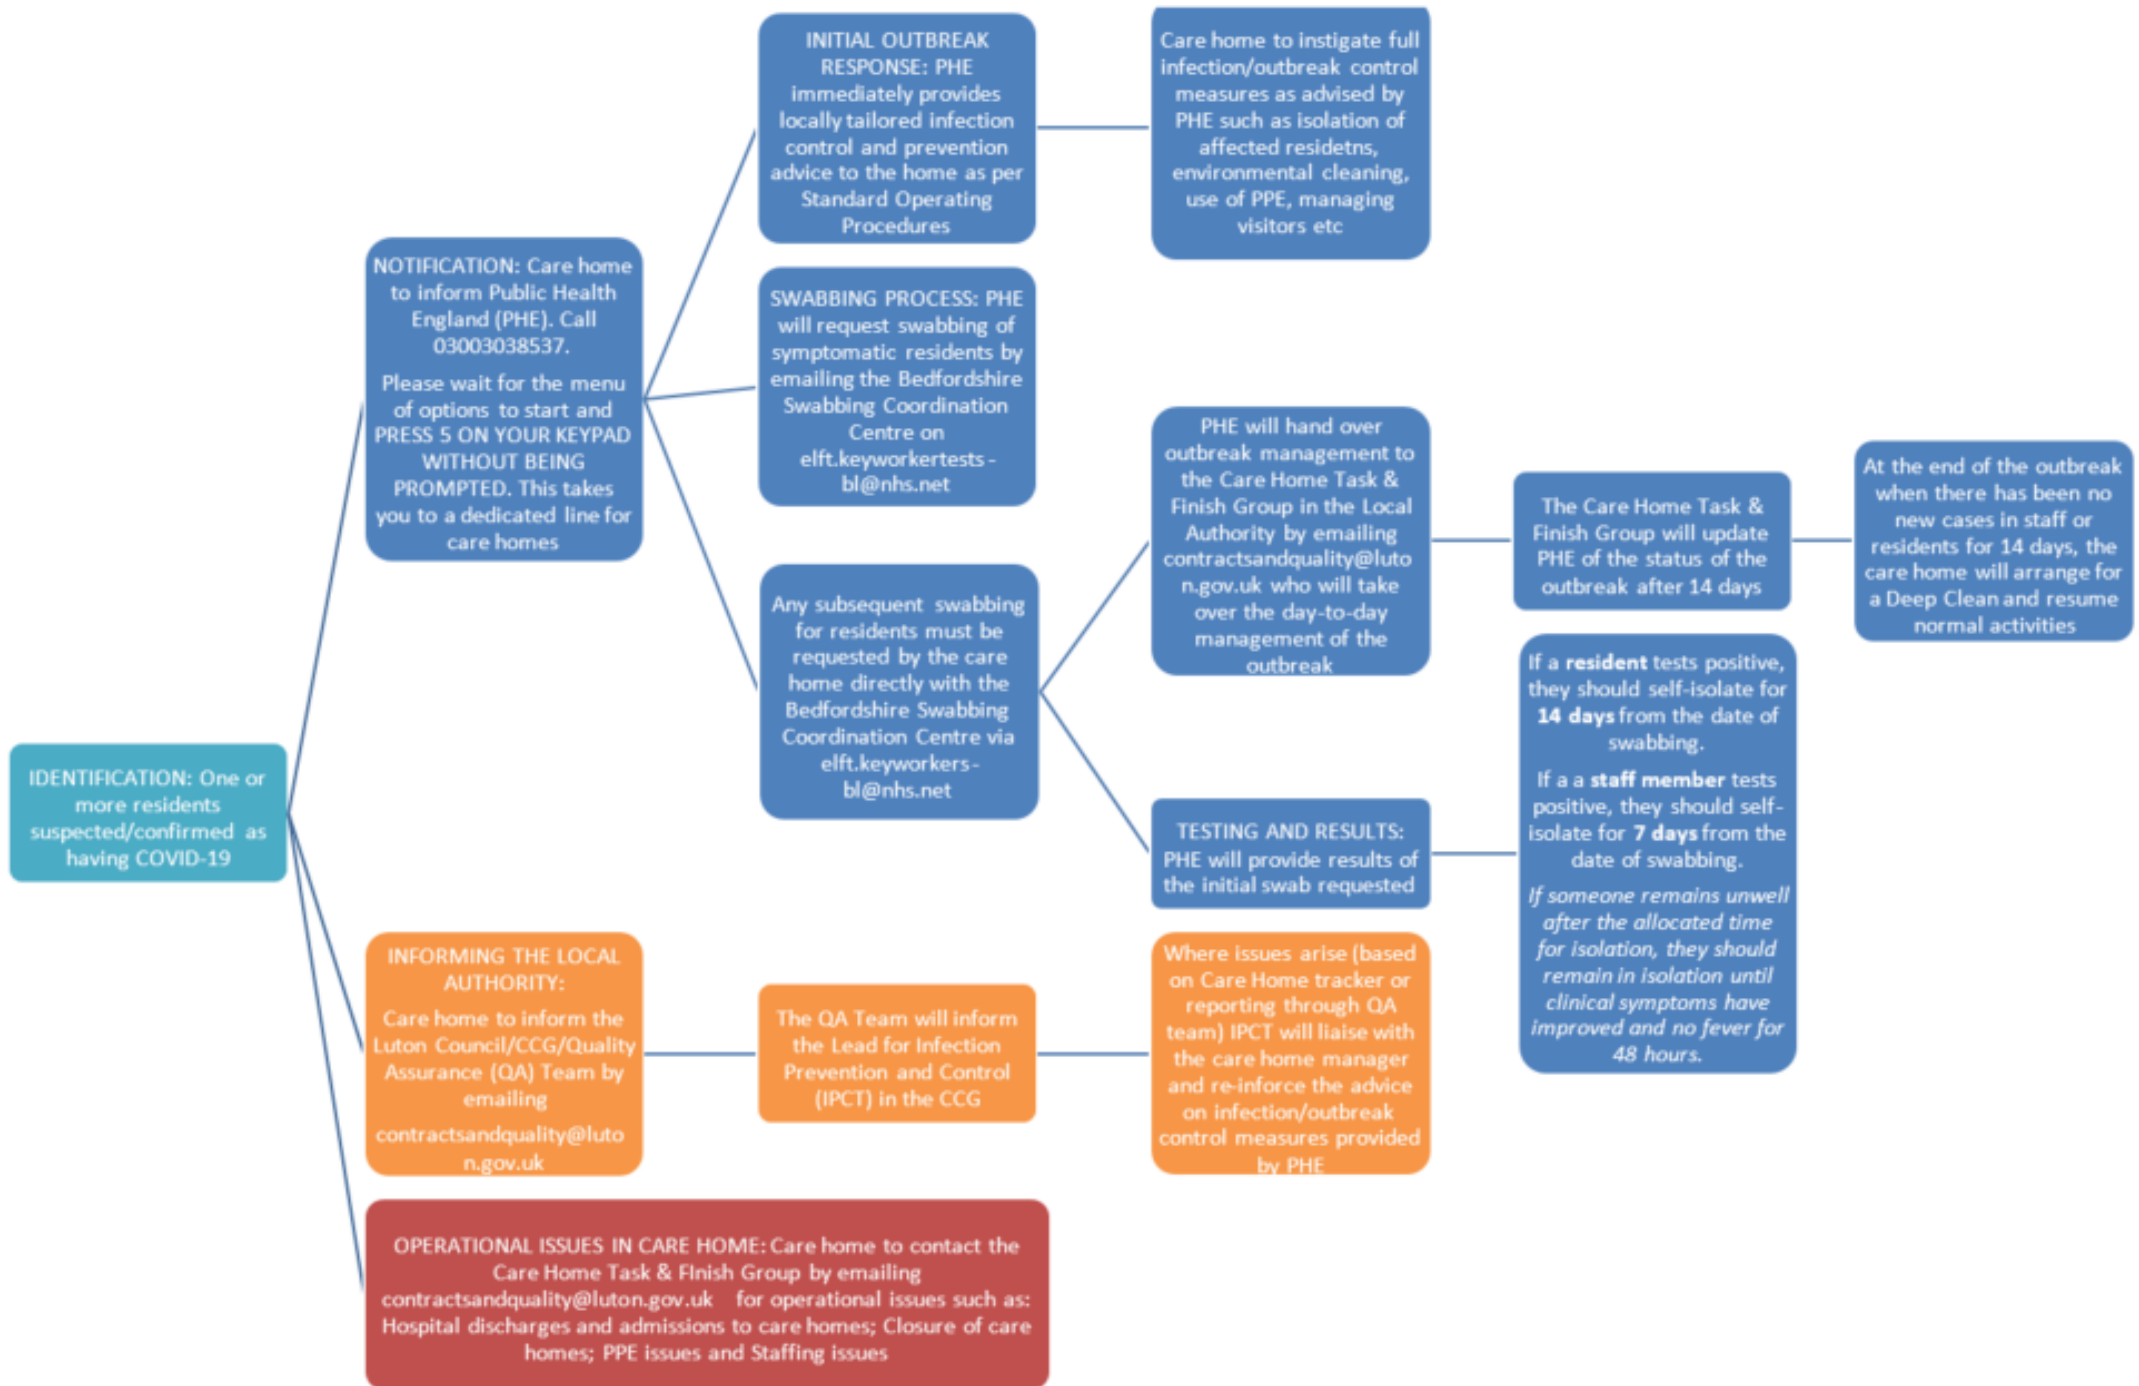 IDENTIFICATION: One or
more residents
suspected/confirmed as
having COVID-19
NOTIFICATION: Care home
to inform Public Health
England (PHE). Call
03003038537.
Please wait for the menu
of options to start and
PRESS 5 ON YOUR KEYPAD
WITHOUT BEING
PROMPTED. This takes
you to a dedicated line for
care homes
INITIAL OUTBREAK
RESPONSE: PHE
immediately provides
locally tailored infection
control and prevention
advice to the home as per
Standard Operating
Procedures
Care home to instigate full
infection/outbreak control
measures as advised by
PHE such as isolation of
affected residetns,
environmental cleaning,
use of PPE, managing
visitors etc
SWABBING PROCESS: PHE
will request swabbing of
symptomatic residents by
emailing the Bedfordshire
Swabbing Coordination
Centre on
elft.keyworkertests-
bl@nhs.net
Any subsequent swabbing
for residents must be
requested by the care
home directly with the
Bedfordshire Swabbing
Coordination Centre via
elft.keyworkers-
bl@nhs.net
PHE will hand over
outbreak management to
the Care Home Task &
Finish Group in the Local
Authority by emailing
contractsandquality@luto
n.gov.uk who will take
over the day-to-day
management of the
outbreak
The Care Home Task &
Finish Group will update
PHE of the status of the
outbreak after 14 days
At the end of the outbreak
when there has been no
new cases in staff or
residents for 14 days, the
care home will arrange for
a Deep Clean and resume
normal activities
TESTING AND RESULTS:
PHE will provide results of
the initial swab requested
If a resident tests positive,
they should self-isolate for
14 days from the date of
swabbing.
If a a staff member tests
positive, they should self-
isolate for 7 days from the
date of swabbing.
If someone remains unwell
after the allocated time
for isolation, they should
remain in isolation until
clinical symptoms have
improved and no fever for
48 hours.
INFORMING THE LOCAL
AUTHORITY:
Care home to inform the
Luton Council/CCG/Quality
Assurance (QA) Team by
emailing
contractsandquality@luto
n.gov.uk
The QA Team will inform
the Lead for Infection
Prevention and Control
(IPCT) in the CCG
Where issues arise (based
on Care Home tracker or
reporting through QA
team) IPCT will liaise with
the care home manager
and re-inforce the advice
on infection/outbreak
control measures provided
by PHE
OPERATIONAL ISSUES IN CARE HOME: Care home to contact the
Care Home Task & FInish Group by emailing
contractsandquality@luton.gov.uk for operational issues such as:
Hospital discharges and admissions to care homes; Closure of care
homes; PPE issues and Staffing issues